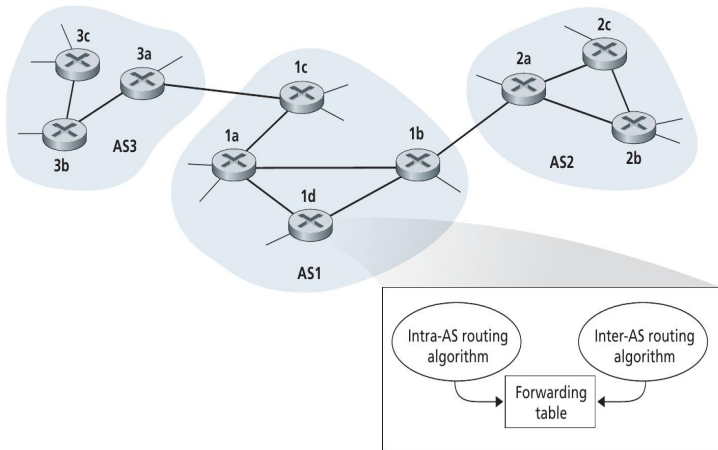 3c
3a
2c
2a
1c
1a
1b
AS3
3b
AS2
2b
1d
AS1
Intra-AS routing
algorithm
Inter-AS routing
algorithm
Forwarding
table